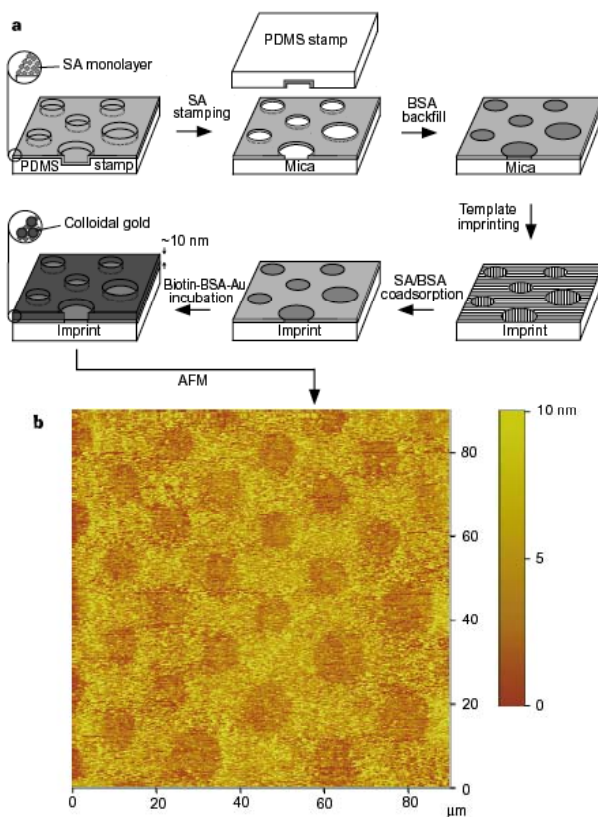 a
PDMS stamp
SA monolayer
SA
stamping
BSA
backfill
PDMS stamp
Mica
Mica
Template
imprinting
Colloidal gold
~10 nm
Biotin-BSA-Au
incubation
SA/BSA
coadsorption
Imprint
Imprint
Imprint
AFM
b
10 nm
5
0
80
60
40
20
0
0 20 40 60 80
µm